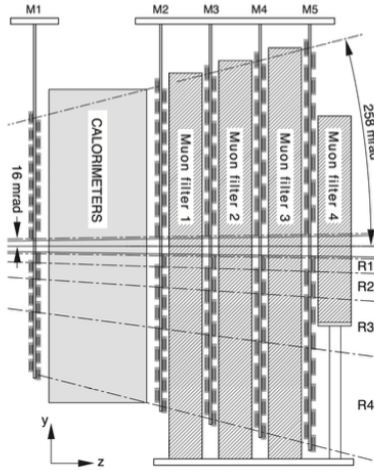 M1
M2
M3
M4
M5
16 mrad
CALORIMETERS
Muon filter 1
Muon filter 2
Muon filter 3
Muon filter 4
258 mrad
R1
R2
R3
R4
y
z